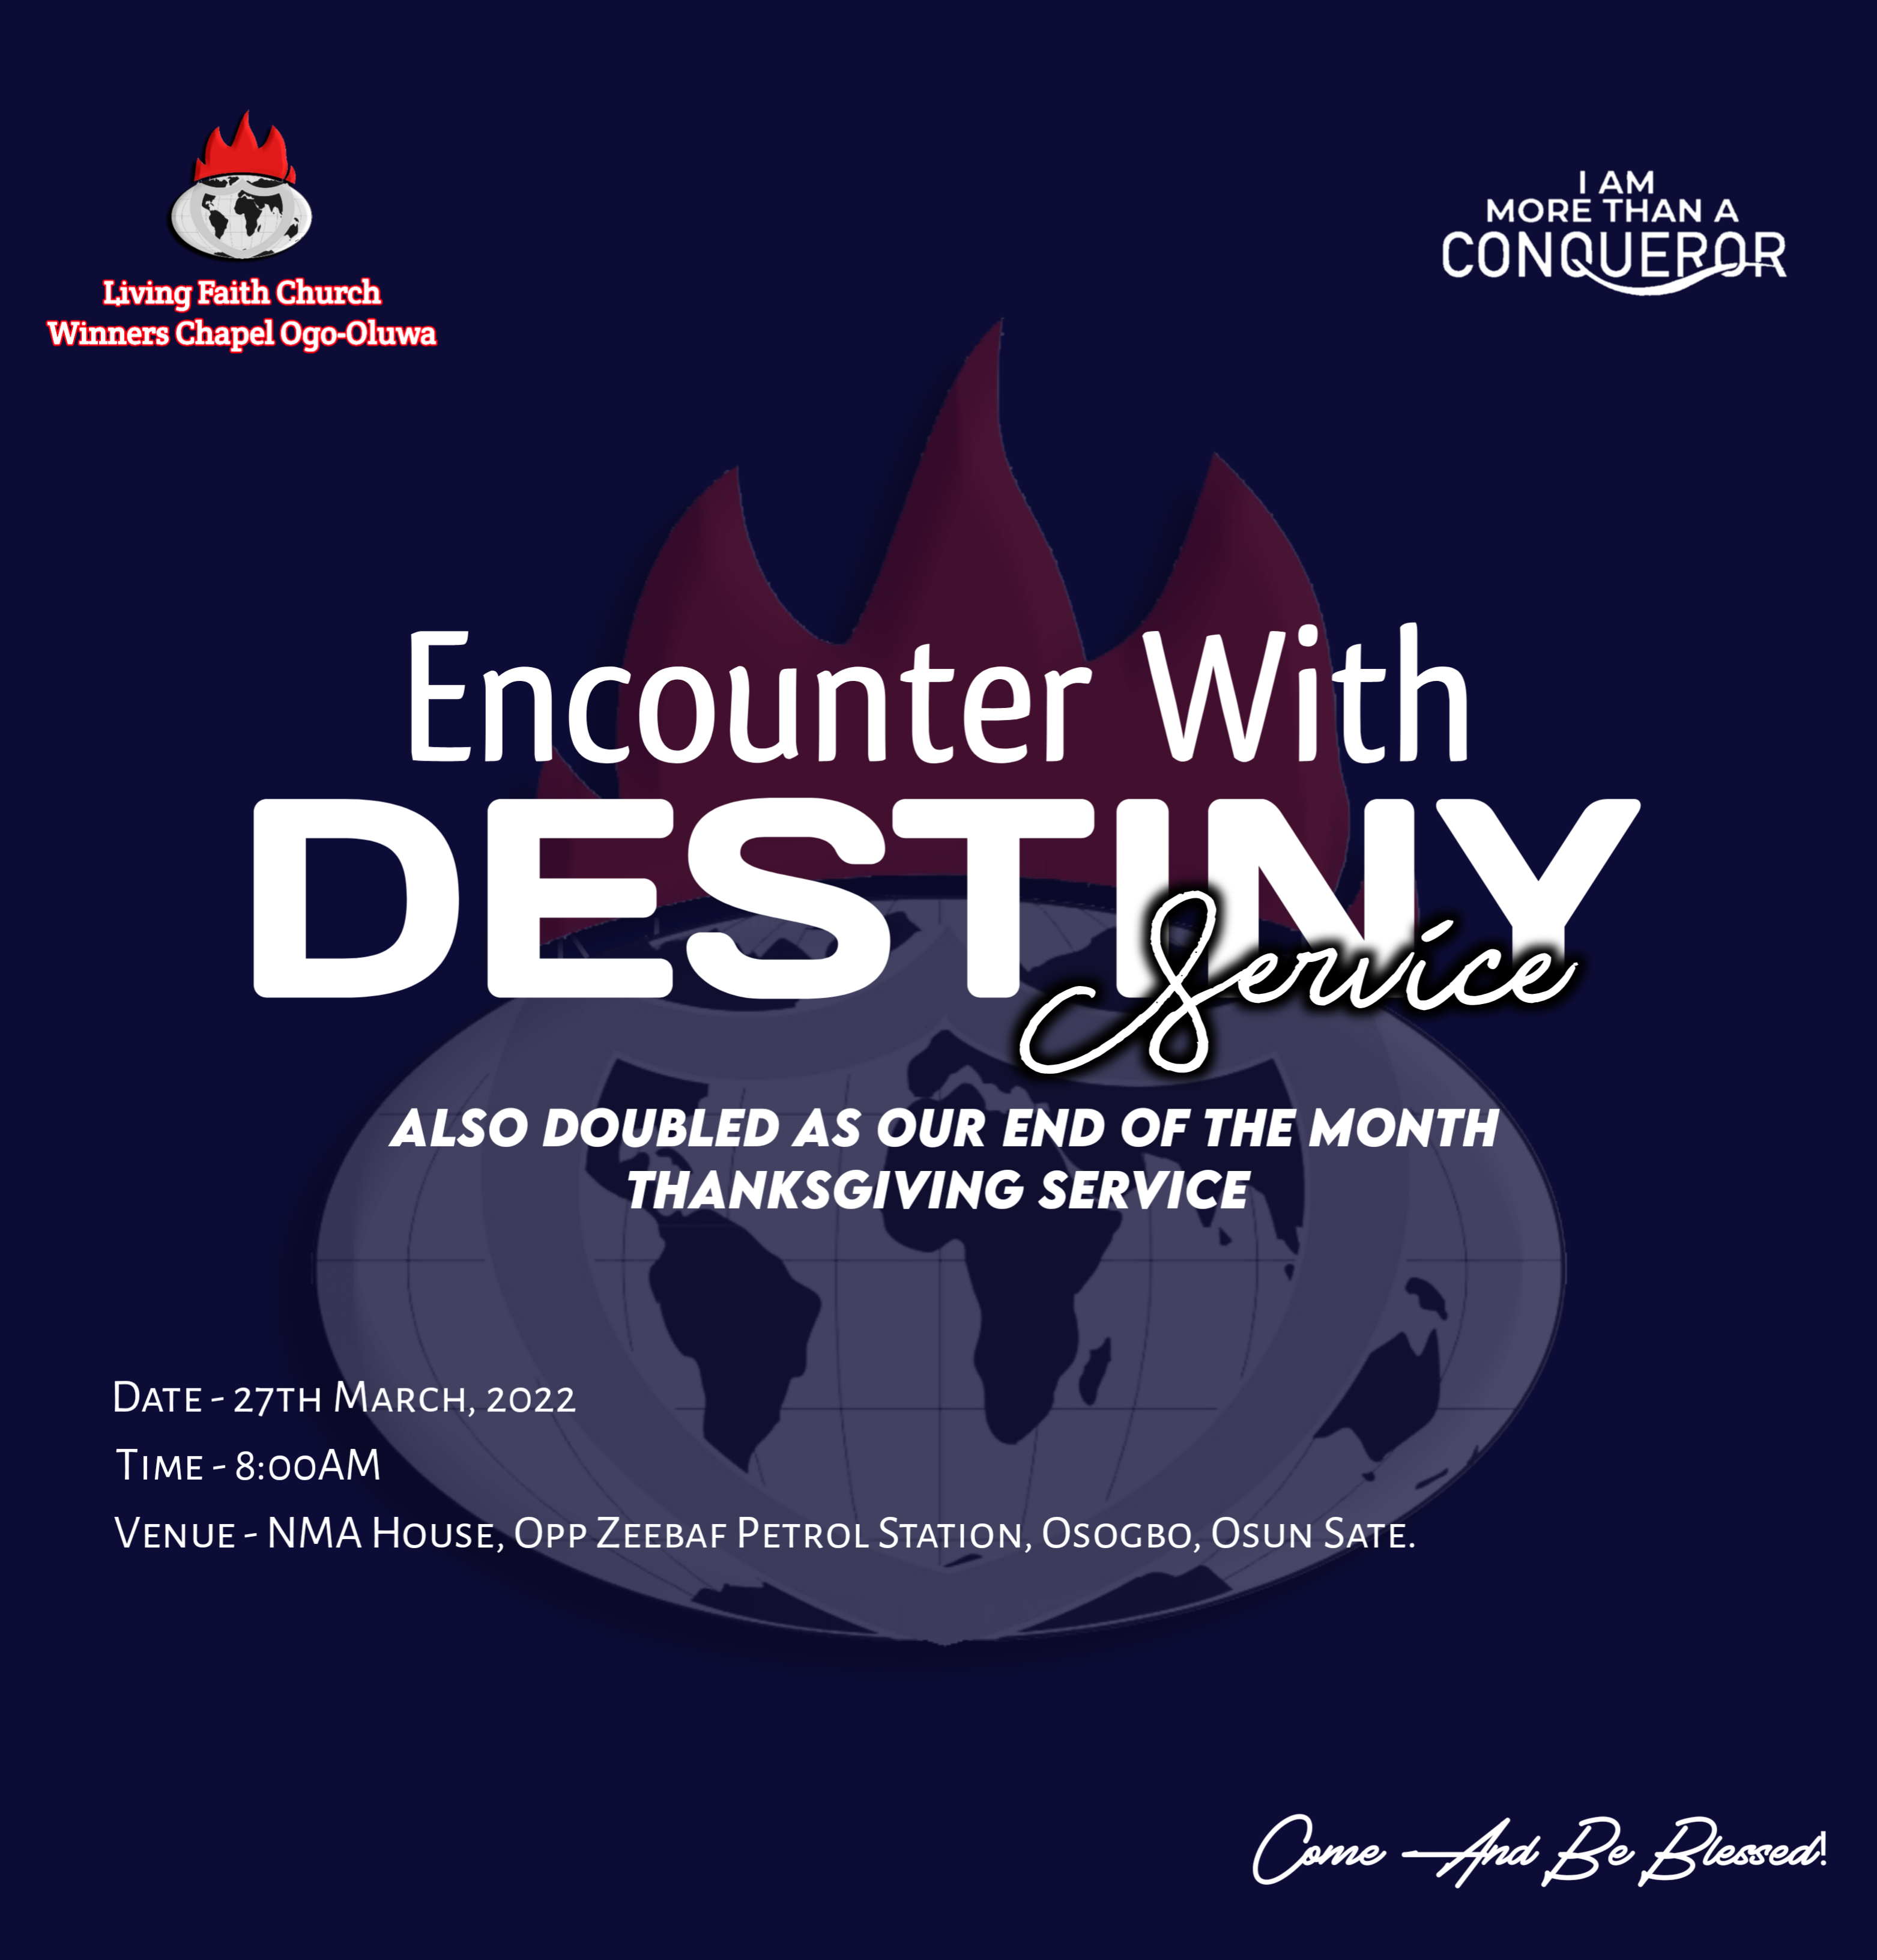 Living Faith Church
Winners Chapel Ogo-Oluwa
I AM
MORE THAN A
CONQUEROR
Encounter With
DESTINY
Service
ALSO DOUBLED AS OUR END OF THE MONTH
THANKSGIVING SERVICE
Date - 27th March, 2022
Time - 8:00AM
Venue - NMA House, Opp Zeebaf Petrol Station, Osogbo, Osun Sate.
Come And Be Blessed!